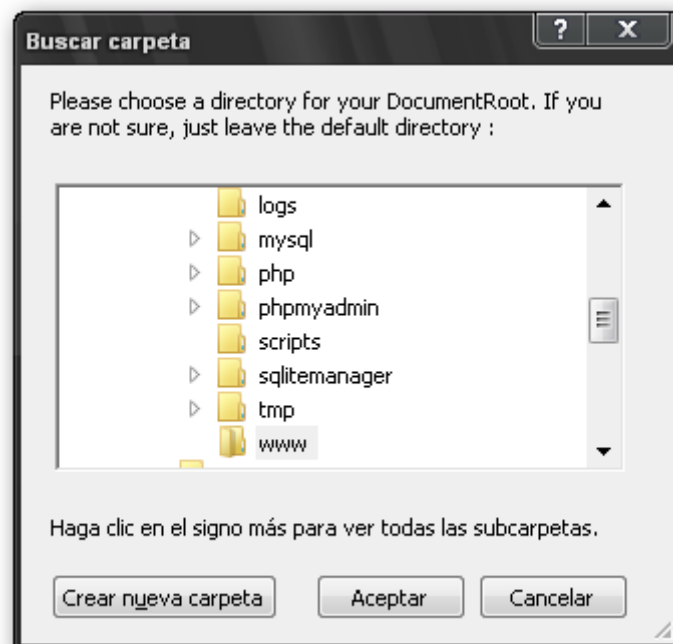 Buscar carpeta
Please choose a directory for your DocumentRoot. If you
are not sure, just leave the default directory :
logs
mysql
php
phpmyadmin
scripts
sqlitemanager
tmp
www
Haga clic en el signo más para ver todas las subcarpetas.
Crear nueva carpeta Aceptar Cancelar